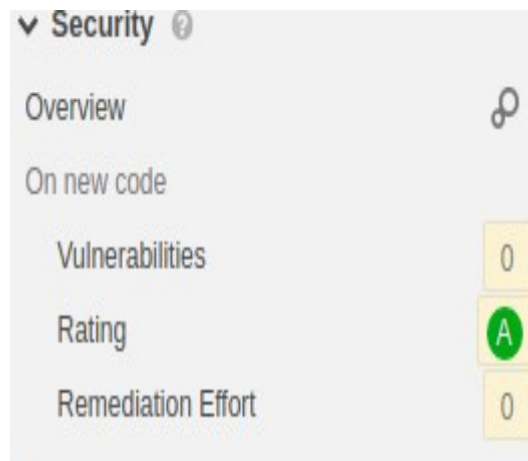 Security ?
Overview
On new code
Vulnerabilities 0
Rating A
Remediation Effort 0